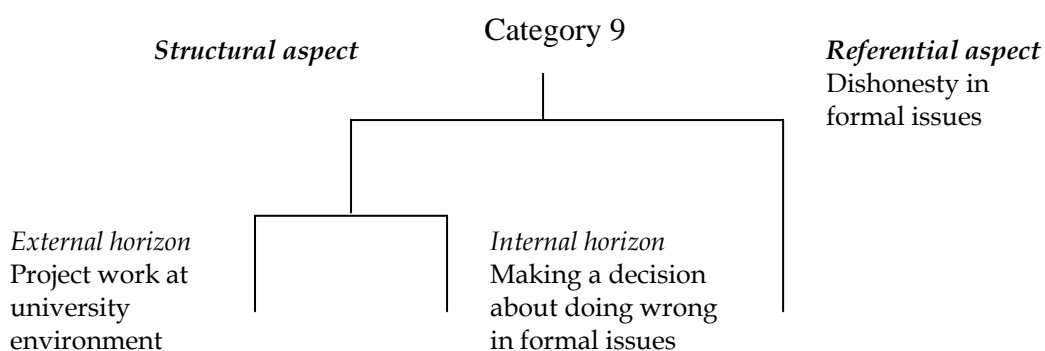 Category 9
Structural aspect
Referential aspect
Dishonesty in
formal issues
External horizon
Project work at
university
environment
Internal horizon
Making a decision
about doing wrong
in formal issues